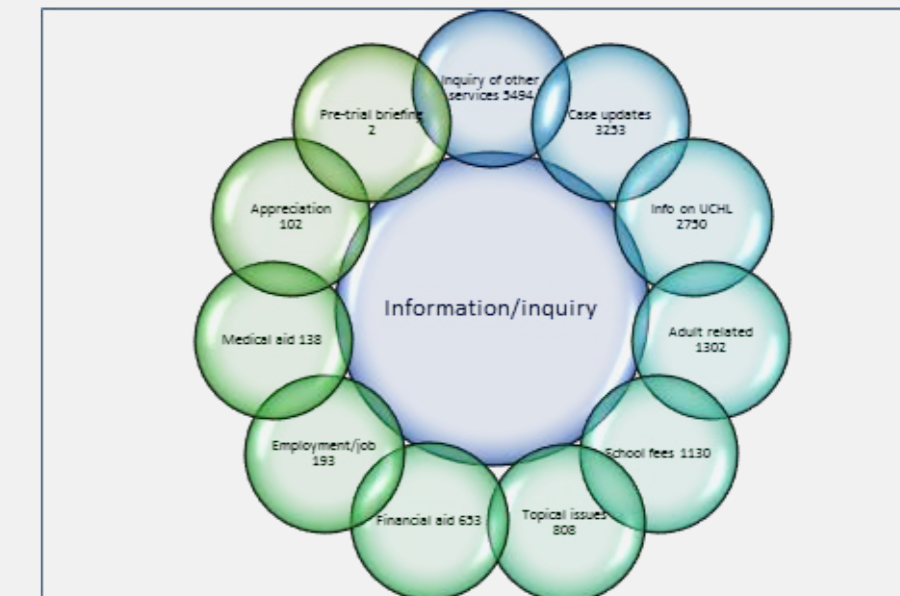 Inquiry of other
services 5494
Case updates
3253
Info on UCHL
2750
Adult related
1302
School fees 1130
Topical issues
808
Financial aid 653
Employment/job
193
Medical aid 138
Appreciation
102
Pre-trial briefing
2
Information/inquiry